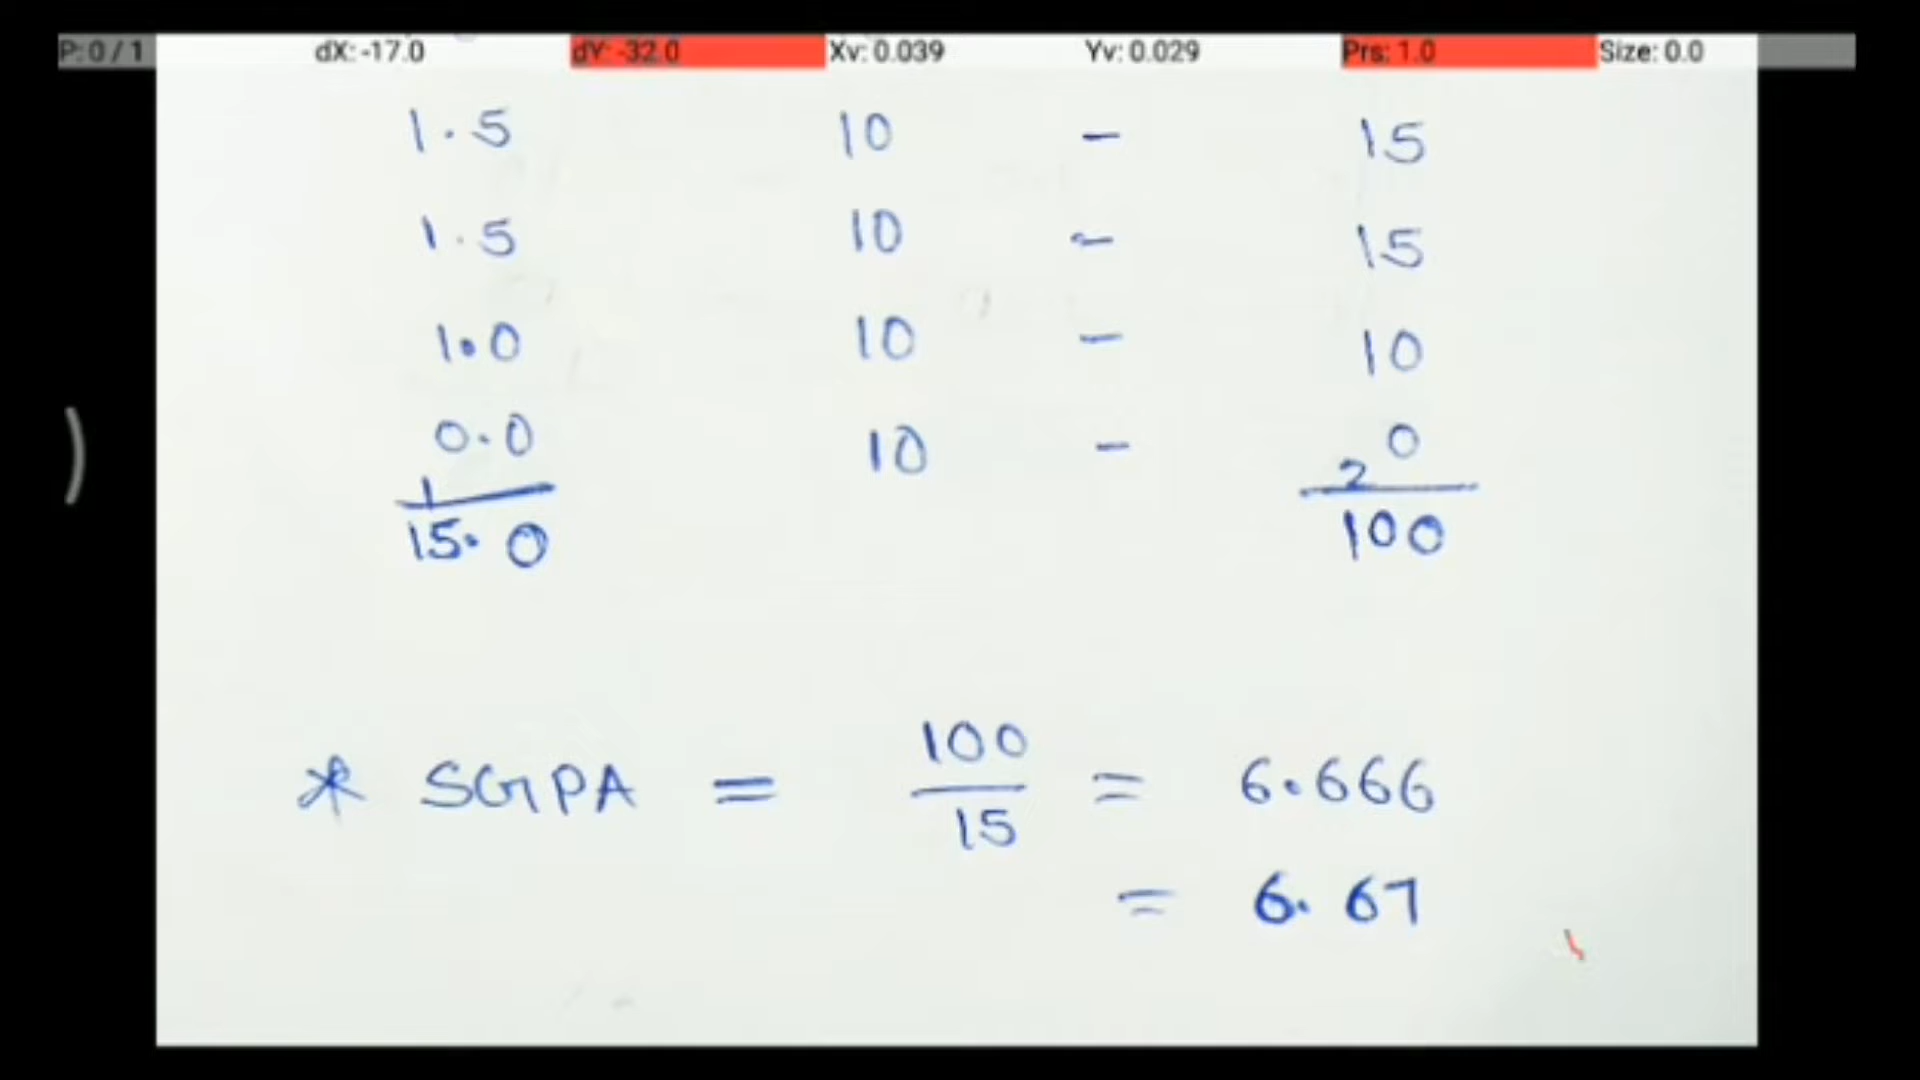 P: 0 / 1 dX: -17.0 dY: -32.0 Xv: 0.039 Yv: 0.029 Prs: 1.0 Size: 0.0
1.5 10 - 15
1.5 10 - 15
1.0 10 - 10
0.0 10 - 0
1 2
15.0 100
* SGPA = 100/15 = 6.666
= 6.67